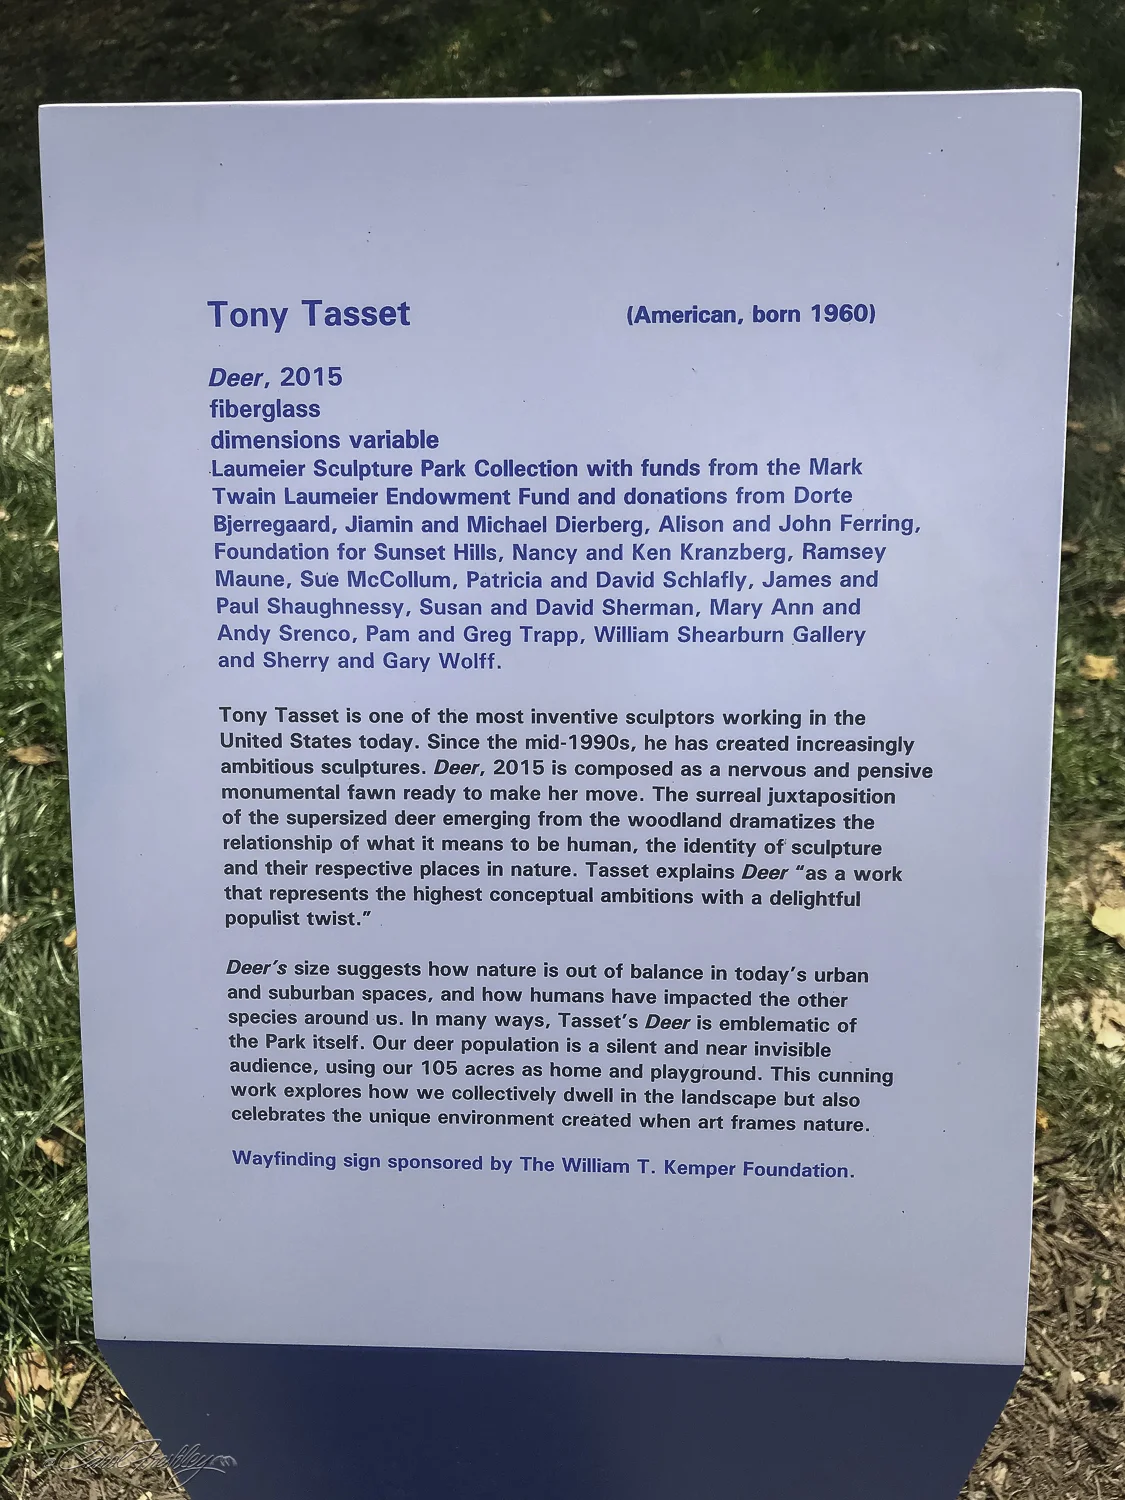 Tony Tasset (American, born 1960)
Deer, 2015
fiberglass
dimensions variable
Laumeier Sculpture Park Collection with funds from the Mark
Twain Laumeier Endowment Fund and donations from Dorte
Bjerregaard, Jiamin and Michael Dierberg, Alison and John Ferring,
Foundation for Sunset Hills, Nancy and Ken Kranzberg, Ramsey
Maune, Sue McCollum, Patricia and David Schlafly, James and
Paul Shaughnessy, Susan and David Sherman, Mary Ann and
Andy Srenco, Pam and Greg Trapp, William Shearburn Gallery
and Sherry and Gary Wolff.
Tony Tasset is one of the most inventive sculptors working in the
United States today. Since the mid-1990s, he has created increasingly
ambitious sculptures. Deer, 2015 is composed as a nervous and pensive
monumental fawn ready to make her move. The surreal juxtaposition
of the supersized deer emerging from the woodland dramatizes the
relationship of what it means to be human, the identity of sculpture
and their respective places in nature. Tasset explains Deer “as a work
that represents the highest conceptual ambitions with a delightful
populist twist.”
Deer’s size suggests how nature is out of balance in today’s urban
and suburban spaces, and how humans have impacted the other
species around us. In many ways, Tasset’s Deer is emblematic of
the Park itself. Our deer population is a silent and near invisible
audience, using our 105 acres as home and playground. This cunning
work explores how we collectively dwell in the landscape but also
celebrates the unique environment created when art frames nature.
Wayfinding sign sponsored by The William T. Kemper Foundation.